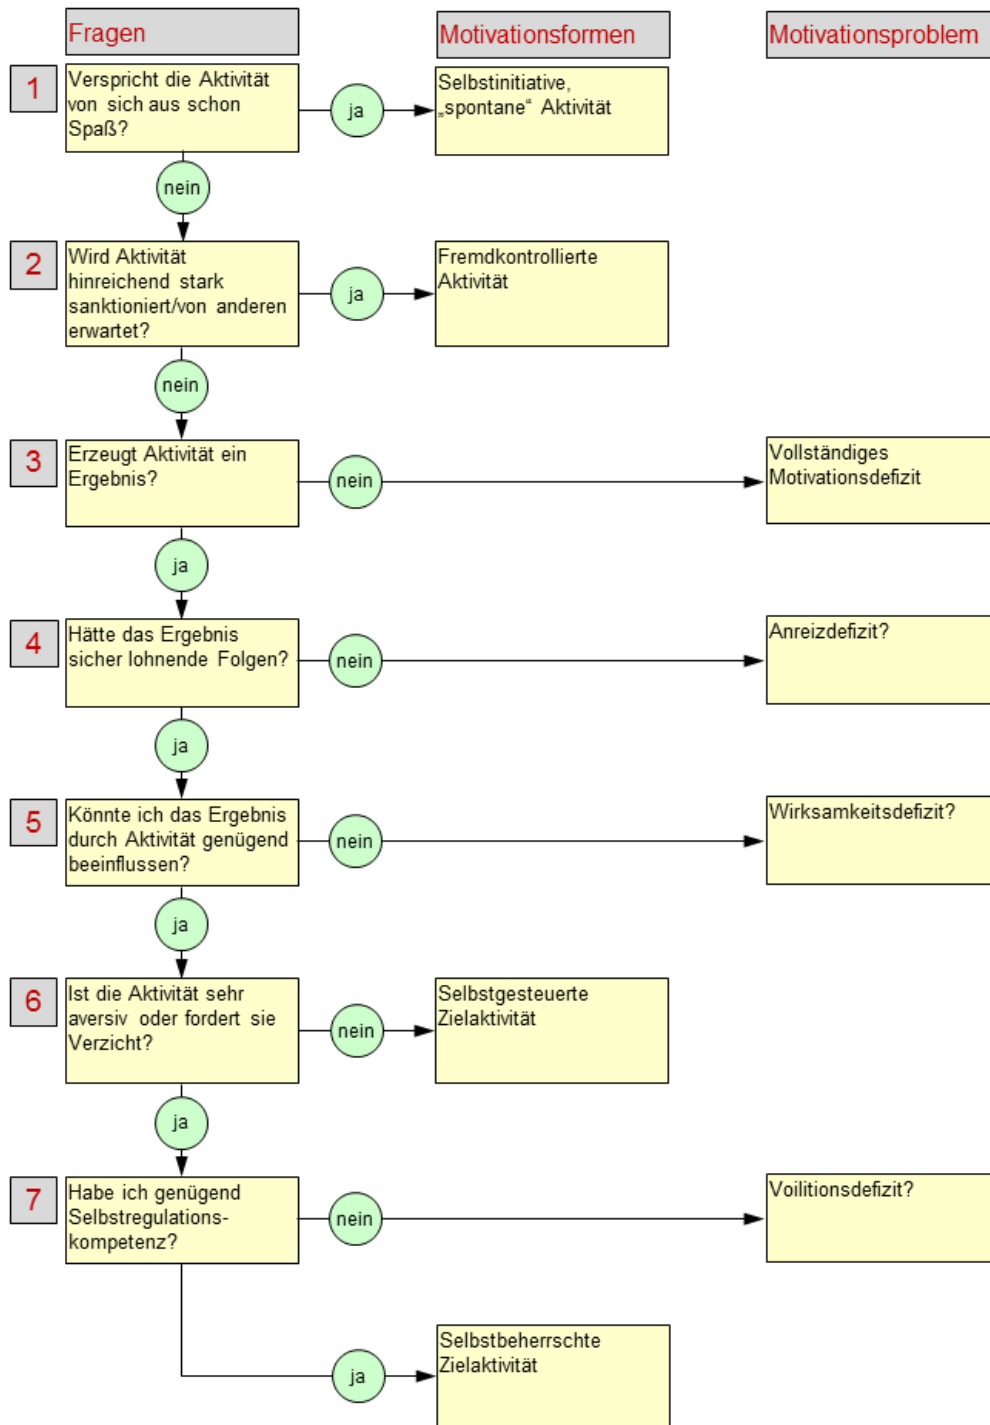 Fragen
Motivationsformen
Motivationsproblem
1
Verspricht die Aktivität
von sich aus schon
Spaß?
ja
Selbstinitiative,
„spontane“ Aktivität
nein
2
Wird Aktivität
hinreichend stark
sanktioniert/von anderen
erwartet?
ja
Fremdkontrollierte
Aktivität
nein
3
Erzeugt Aktivität ein
Ergebnis?
nein
Vollständiges
Motivationsdefizit
ja
4
Hätte das Ergebnis
sicher lohnende Folgen?
nein
Anreizdefizit?
ja
5
Könnte ich das Ergebnis
durch Aktivität genügend
beeinflussen?
nein
Wirksamkeitsdefizit?
ja
6
Ist die Aktivität sehr
aversiv oder fordert sie
Verzicht?
nein
Selbstgesteuerte
Zielaktivität
ja
7
Habe ich genügend
Selbstregulations-
kompetenz?
nein
Voilitionsdefizit?
ja
Selbstbeherrschte
Zielaktivität